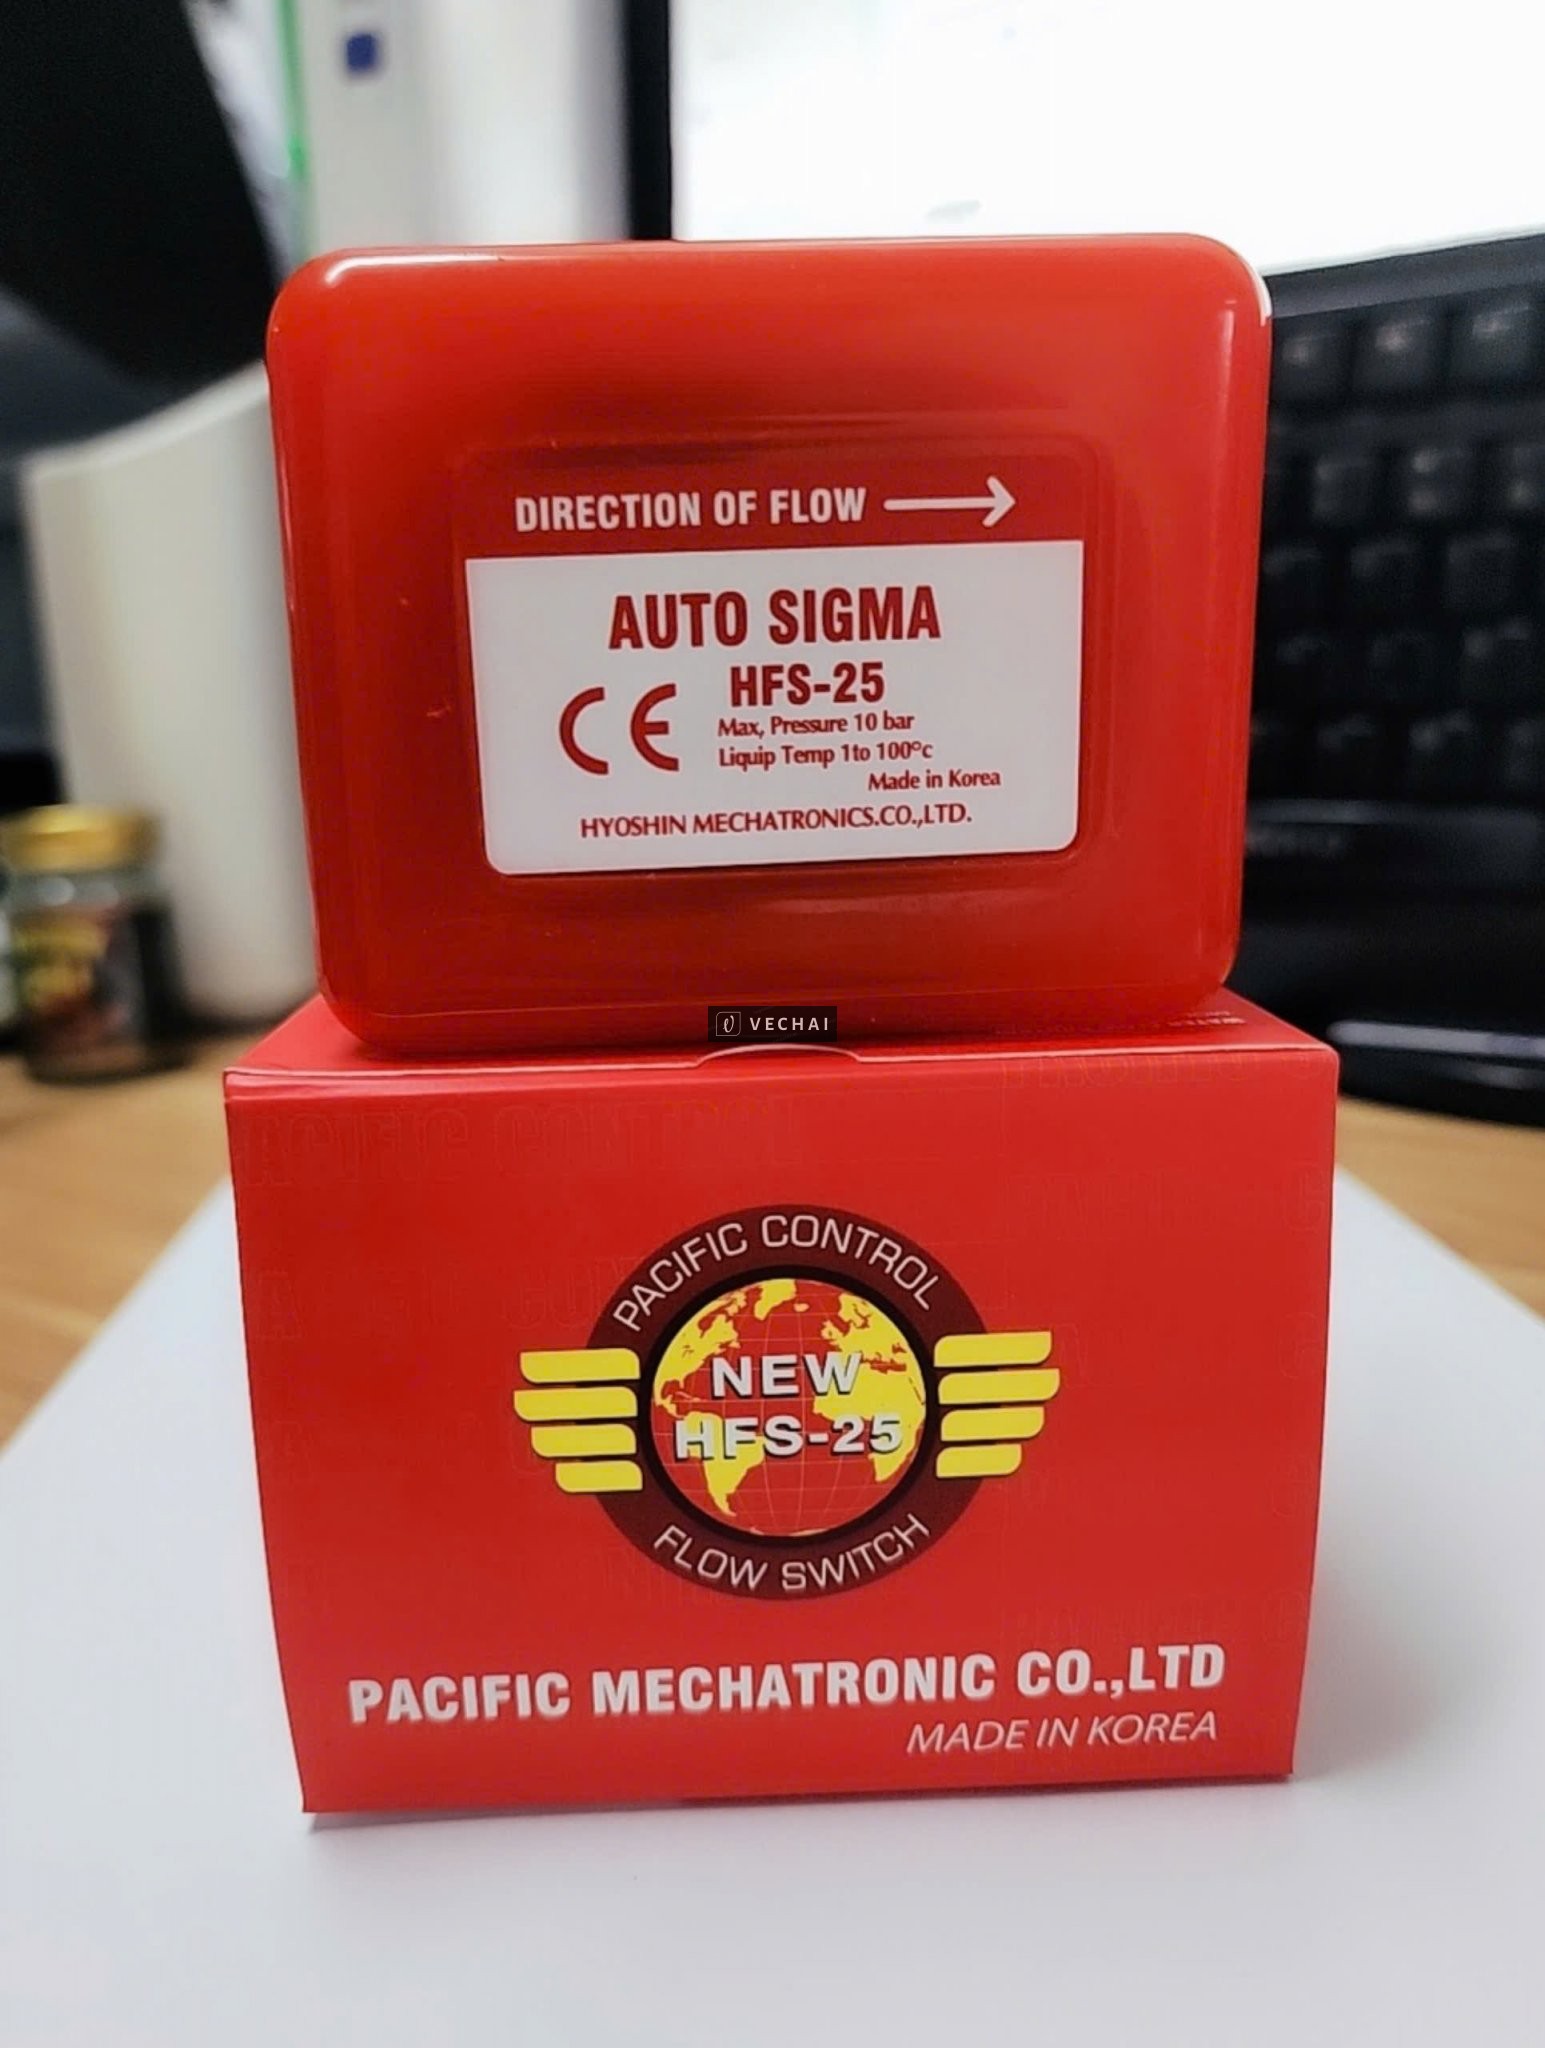 DIRECTION OF FLOW
AUTO SIGMA
HFS-25
CE
Max, Pressure 10 bar
Liquip Temp 1to 100°c
Made in Korea
HYOSHIN MECHATRONICS.CO.,LTD.
VECHAI
PACIFIC CONTROL
NEW
HFS-25
FLOW SWITCH
PACIFIC MECHATRONIC CO.,LTD
MADE IN KOREA